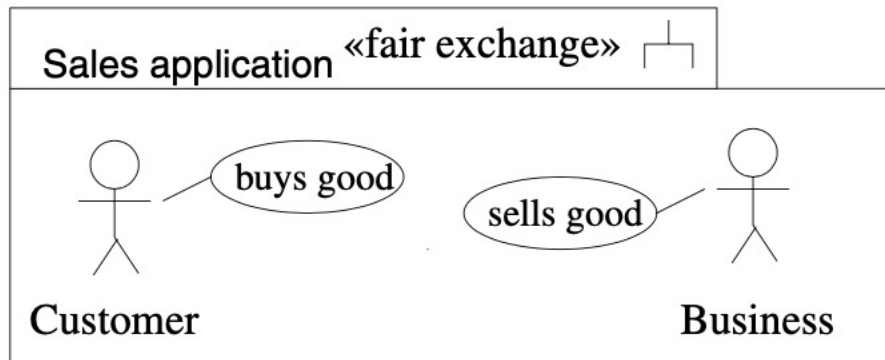 Sales application «fair exchange»
buys good
sells good
Customer
Business